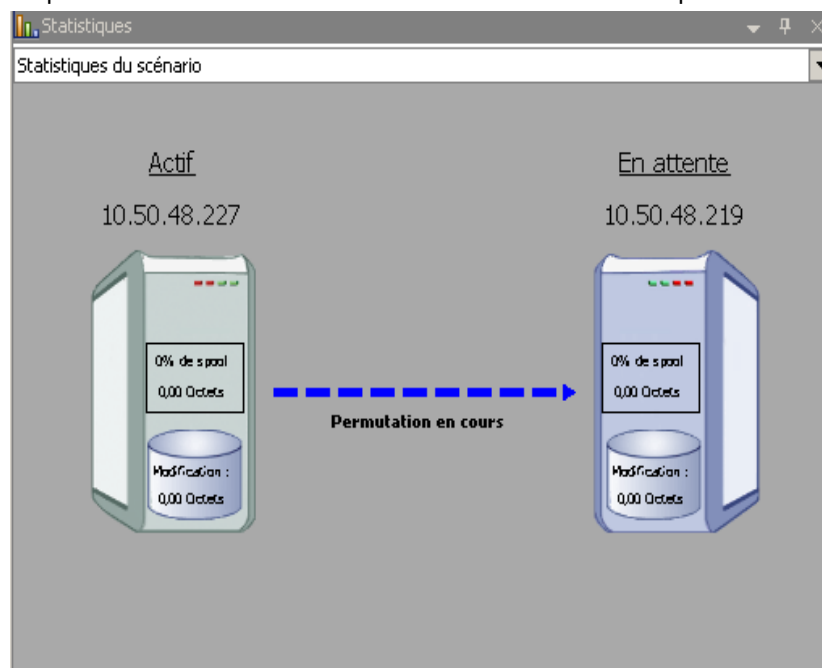 Statistiques
Statistiques du scénario
Actif
En attente
10.50.48.227
10.50.48.219
0% de spool
0,00 Octets
0% de spool
0,00 Octets
Permutation en cours
Modification :
0,00 Octets
Modification :
0,00 Octets